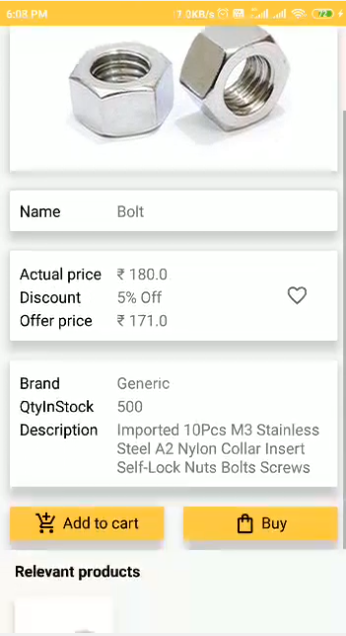 6:08 PM
7.0KB/s
Name Bolt
Actual price ₹ 180.0
Discount 5% Off
Offer price ₹ 171.0
Brand Generic
QtyInStock 500
Description Imported 10Pcs M3 Stainless
Steel A2 Nylon Collar Insert
Self-Lock Nuts Bolts Screws
Add to cart
Buy
Relevant products